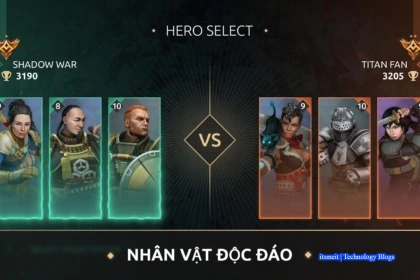 HERO SELECT
SHADOW WAR
3190
TITAN FAN
3205
8
10
9
10
VS
NHÂN VẬT ĐỘC ĐÁO
itsmeit | Technology Blogs